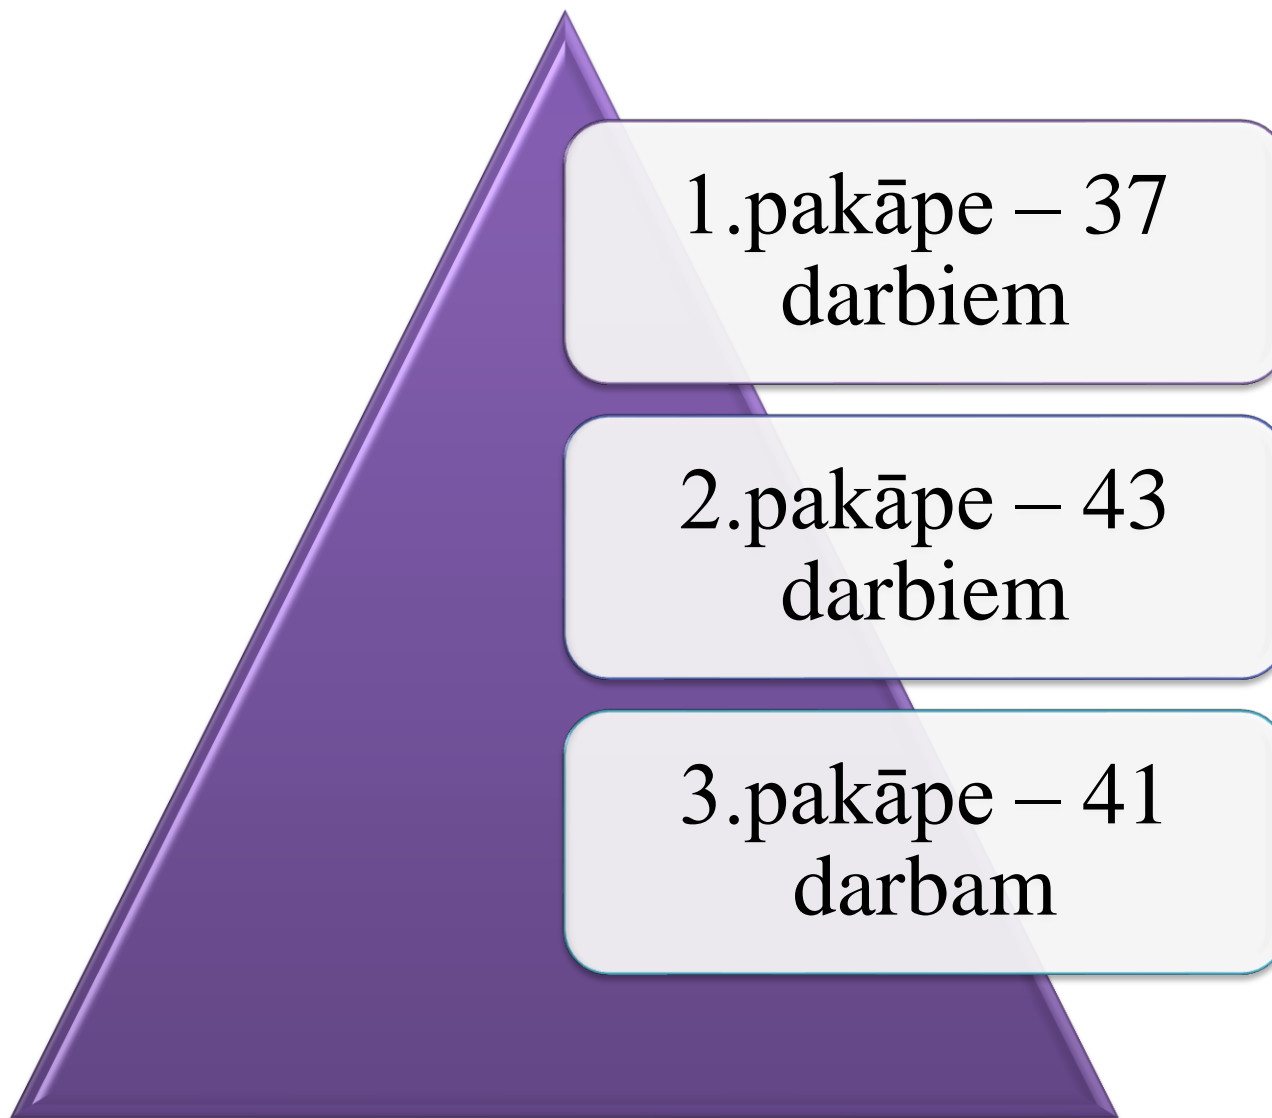 1.pakāpe – 37
darbiem
2.pakāpe – 43
darbiem
3.pakāpe – 41
darbam